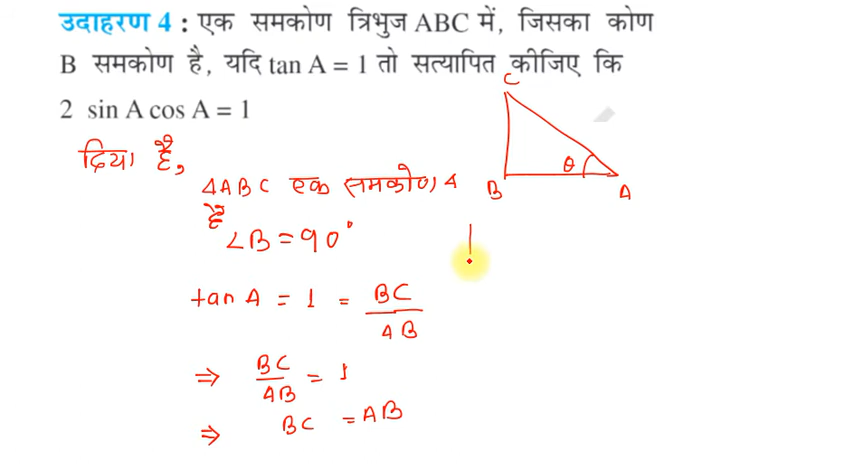 उदाहरण 4 : एक समकोण त्रिभुज ABC में, जिसका कोण
B समकोण है, यदि tan A = 1 तो सत्यापित कीजिए कि
2 sin A cos A = 1
C
θ
B
A
दिया है,
△ABC एक समकोण △
है
∠B = 90°
tan A = 1 = BC / AB
⇒ BC / AB = 1
⇒ BC = AB